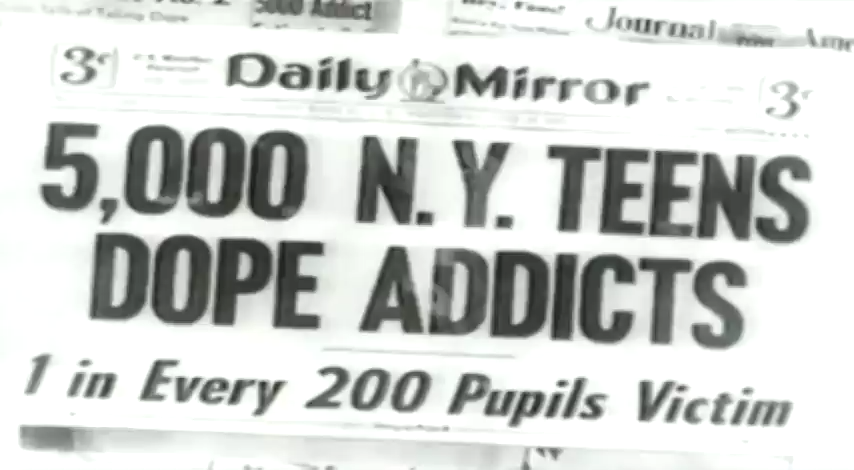 5000 Addict
Journal
3¢ Daily Mirror 3¢
5,000 N.Y. TEENS
DOPE ADDICTS
1 in Every 200 Pupils Victim